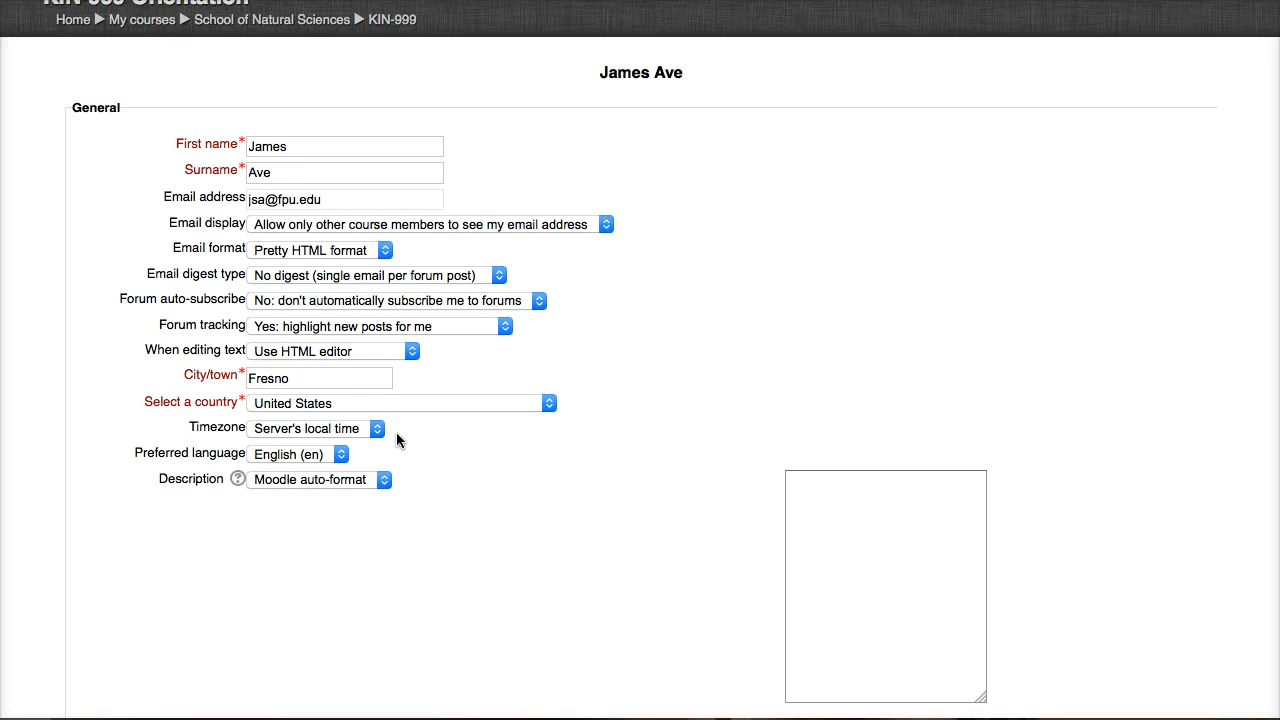 KIN-999 Orientation
Home ▶ My courses ▶ School of Natural Sciences ▶ KIN-999
James Ave
General
First name* James
Surname* Ave
Email address jsa@fpu.edu
Email display Allow only other course members to see my email address
Email format Pretty HTML format
Email digest type No digest (single email per forum post)
Forum auto-subscribe No: don't automatically subscribe me to forums
Forum tracking Yes: highlight new posts for me
When editing text Use HTML editor
City/town* Fresno
Select a country* United States
Timezone Server's local time
Preferred language English (en)
Description ? Moodle auto-format